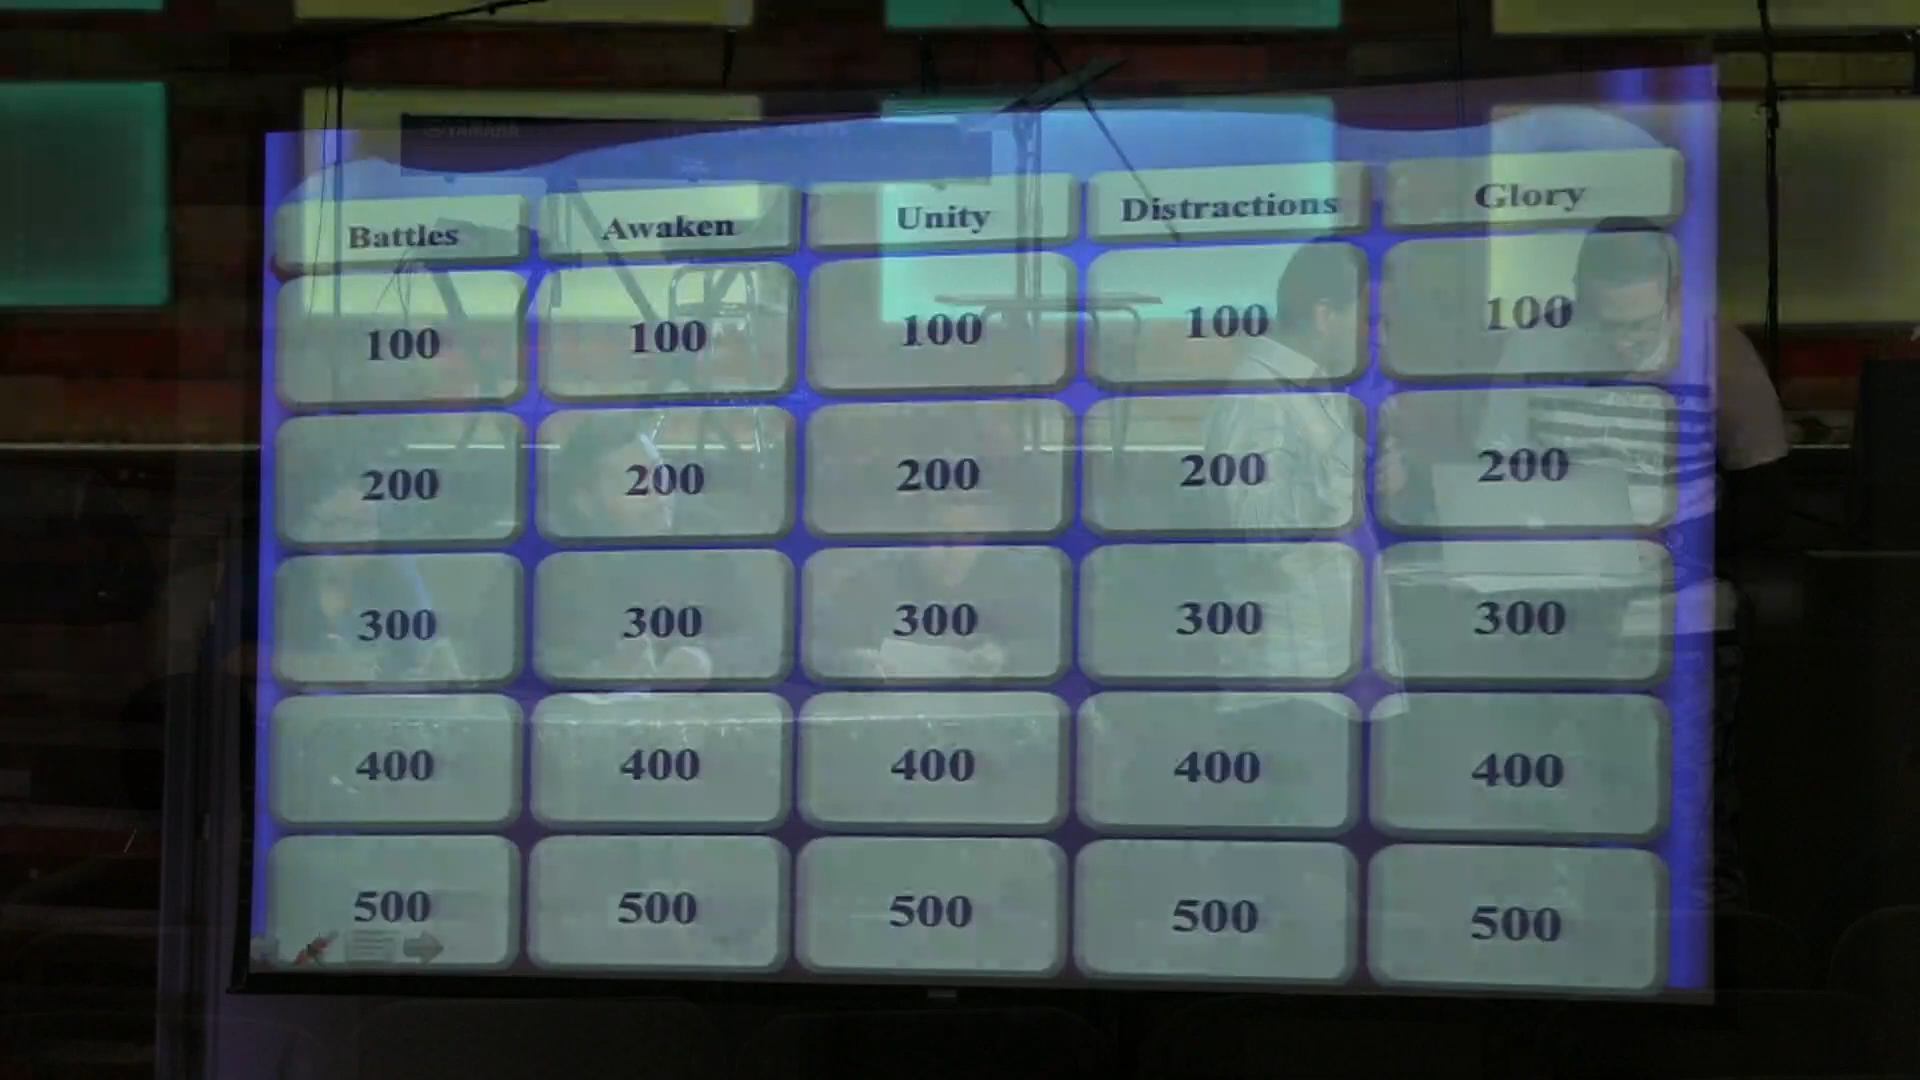 YAMAHA
Battles Awaken Unity Distractions Glory
100 100 100 100 100
200 200 200 200 200
300 300 300 300 300
400 400 400 400 400
500 500 500 500 500